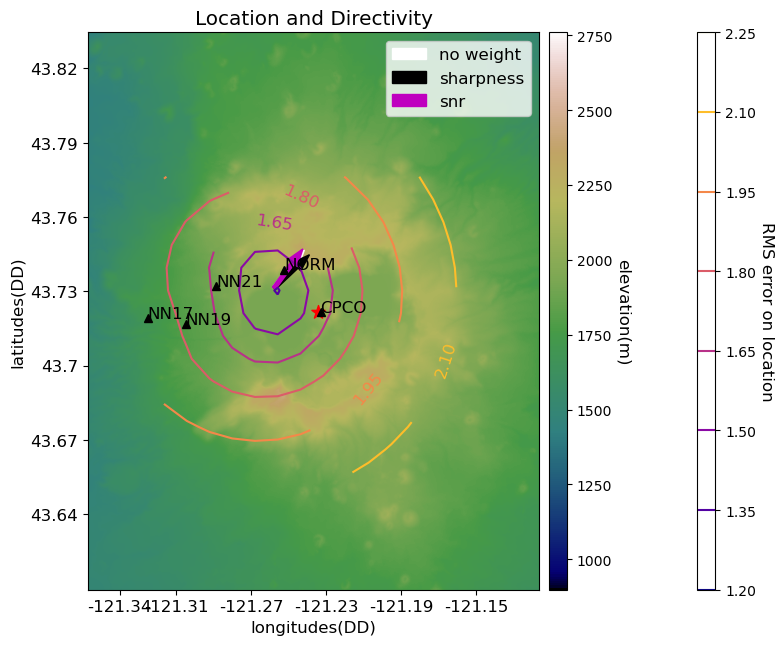 Location and Directivity
no weight
sharpness
snr
43.82
43.79
43.76
43.73
43.7
43.67
43.64
latitudes(DD)
1.80
1.65
NORM
NN21
NN17
NN19
CPCO
2.10
1.95
-121.34
-121.31
-121.27
-121.23
-121.19
-121.15
longitudes(DD)
2750
2500
2250
2000
1750
1500
1250
1000
elevation(m)
2.25
2.10
1.95
1.80
1.65
1.50
1.35
1.20
RMS error on location